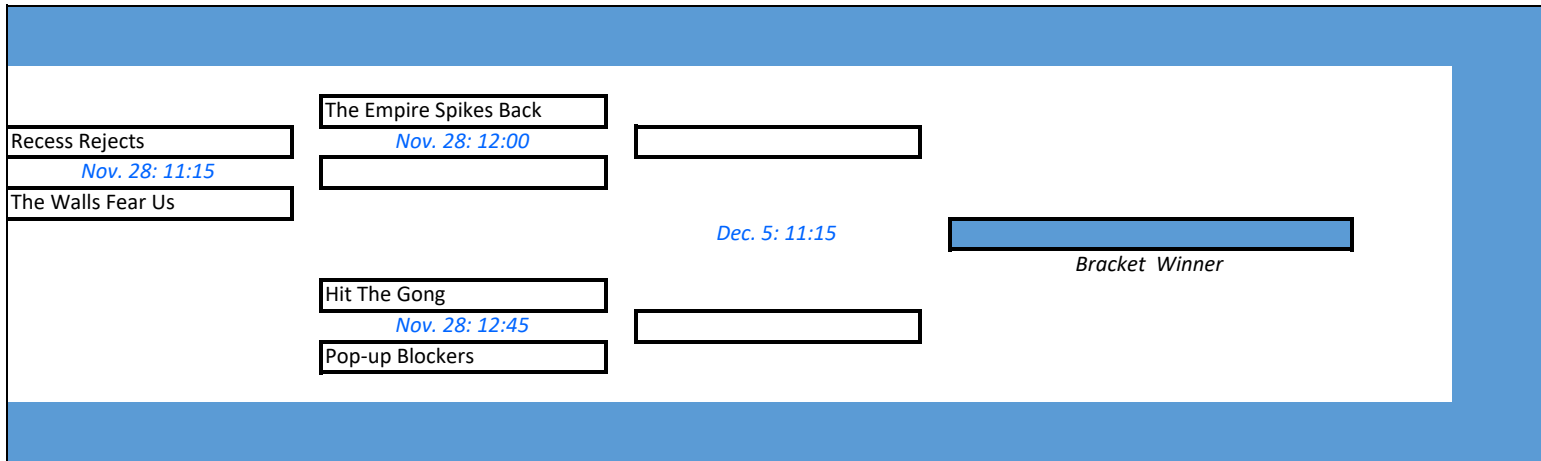 The Empire Spikes Back
Recess Rejects
Nov. 28: 12:00
Nov. 28: 11:15
The Walls Fear Us
Dec. 5: 11:15
Bracket Winner
Hit The Gong
Nov. 28: 12:45
Pop-up Blockers